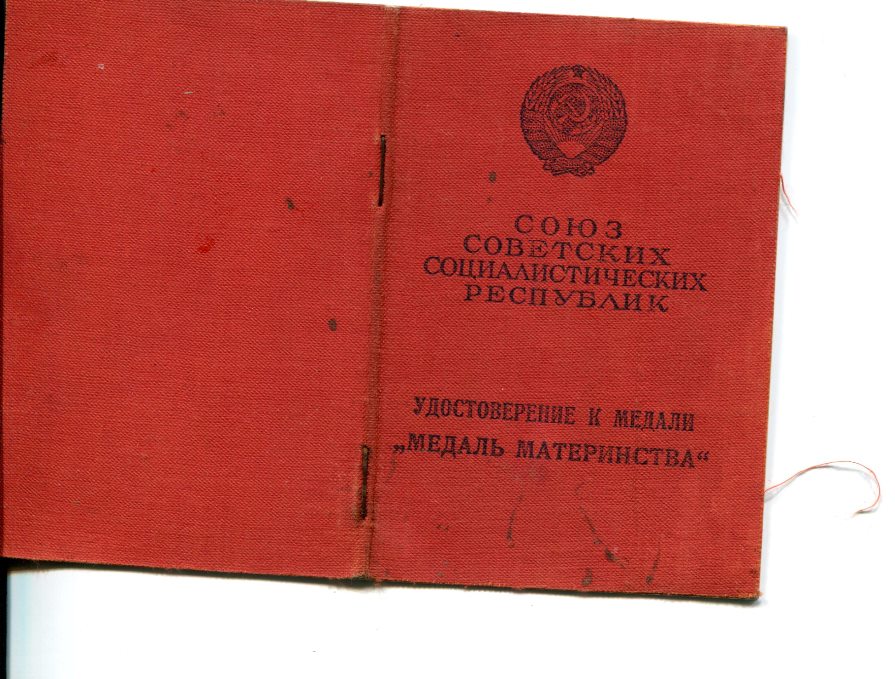 СОЮЗ
СОВЕТСКИХ
СОЦИАЛИСТИЧЕСКИХ
РЕСПУБЛИК
УДОСТОВЕРЕНИЕ К МЕДАЛИ
„МЕДАЛЬ МАТЕРИНСТВА“